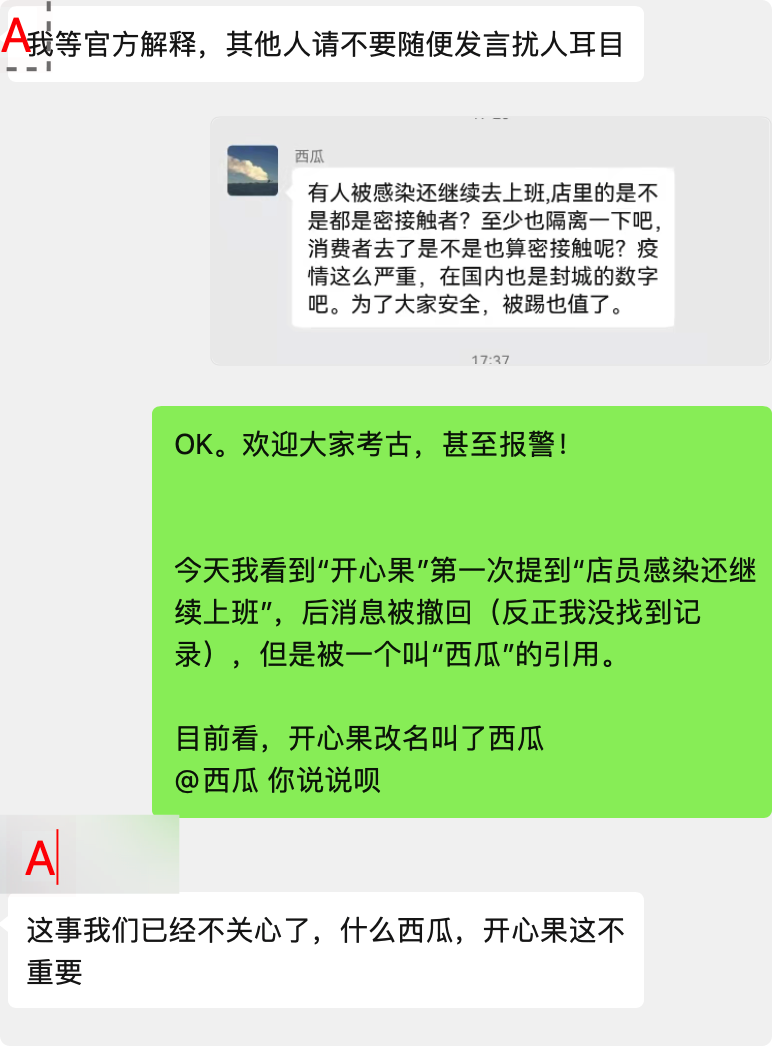 A
我等官方解释，其他人请不要随便发言扰人耳目
西瓜
有人被感染还继续去上班,店里的是不
是都是密接触者？至少也隔离一下吧，
消费者去了是不是也算密接触呢？疫
情这么严重，在国内也是封城的数字
吧。为了大家安全，被踢也值了。
17:37
OK。欢迎大家考古，甚至报警！
今天我看到“开心果”第一次提到“店员感染还继
续上班”，后消息被撤回（反正我没找到记
录），但是被一个叫“西瓜”的引用。
目前看，开心果改名叫了西瓜
@西瓜 你说说呗
A
这事我们已经不关心了，什么西瓜，开心果这不
重要